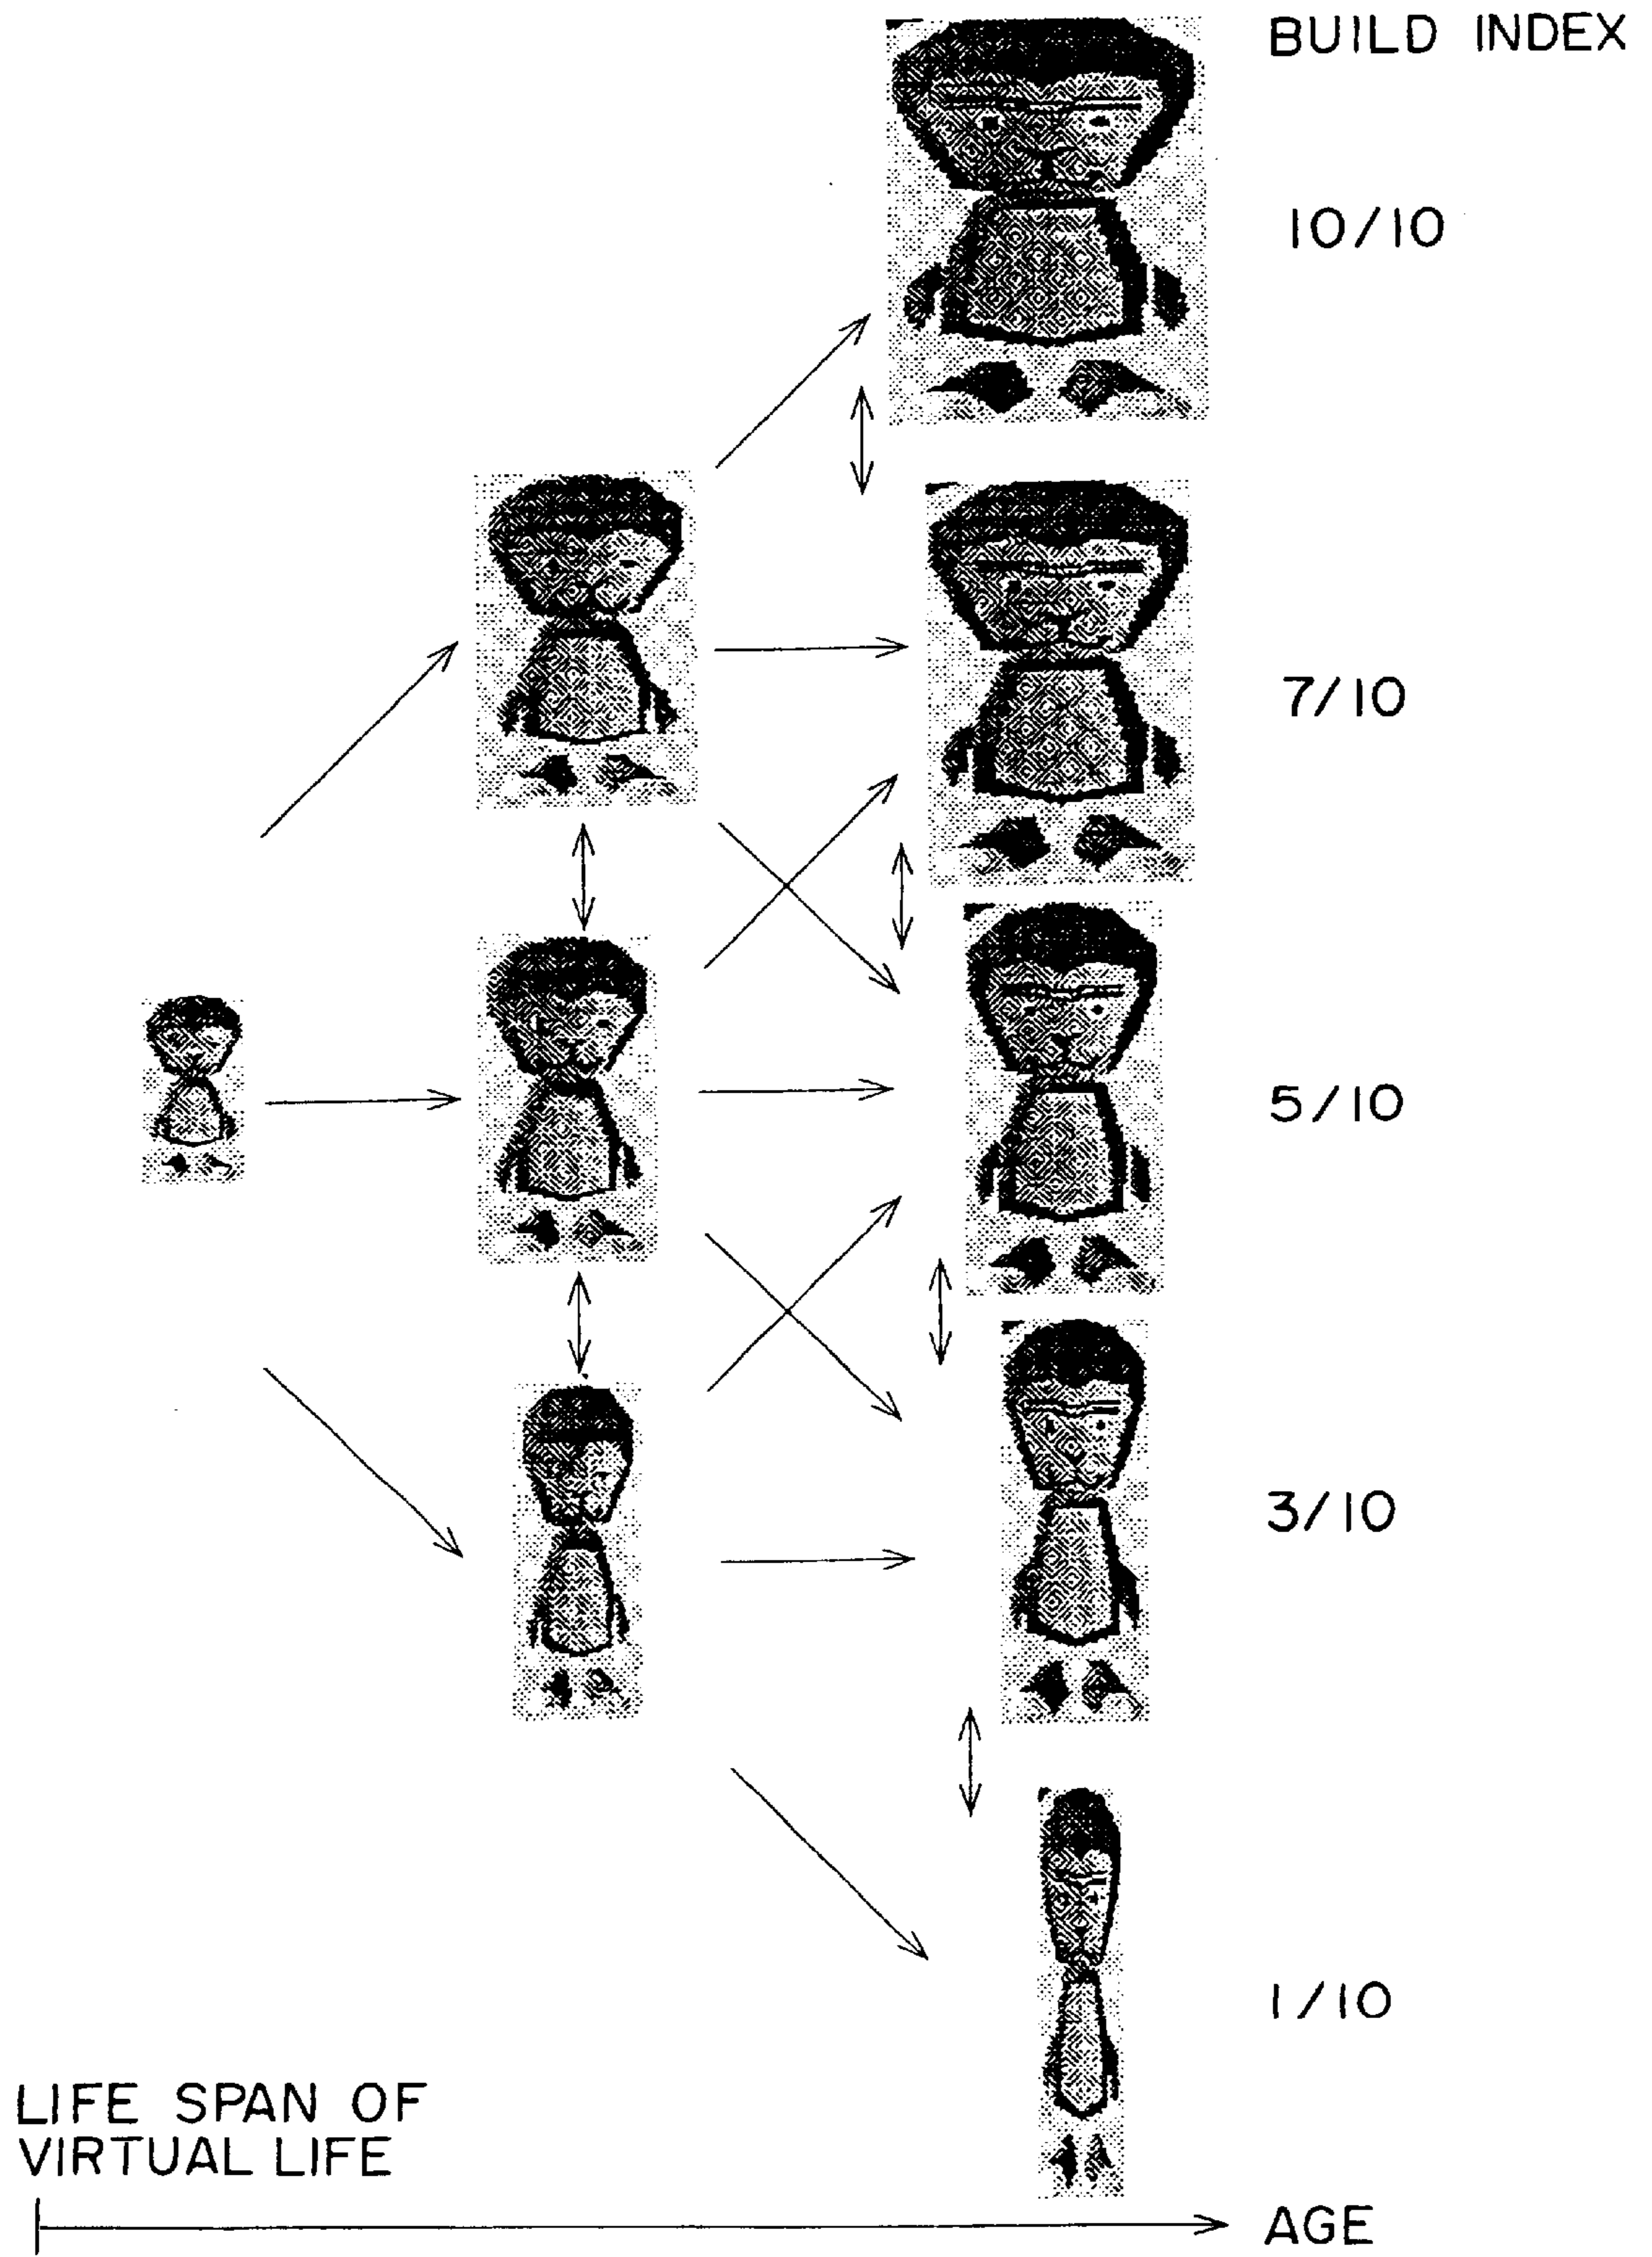 BUILD INDEX
10/10
7/10
5/10
3/10
1/10
LIFE SPAN OF
VIRTUAL LIFE
AGE